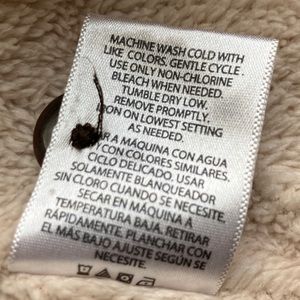 MACHINE WASH COLD WITH
LIKE COLORS. GENTLE CYCLE.
USE ONLY NON-CHLORINE
BLEACH WHEN NEEDED.
TUMBLE DRY LOW.
REMOVE PROMPTLY.
ON LOWEST SETTING
AS NEEDED.
A MÁQUINA CON AGUA
Y CON COLORES SIMILARES.
CICLO DELICADO. USAR
SOLAMENTE BLANQUEADOR
SIN CLORO CUANDO SE NECESITE.
SECAR EN MÁQUINA A
TEMPERATURA BAJA. RETIRAR
RÁPIDAMENTE. PLANCHAR CON
EL MÁS BAJO AJUSTE SEGÚN SE
NECESITE.